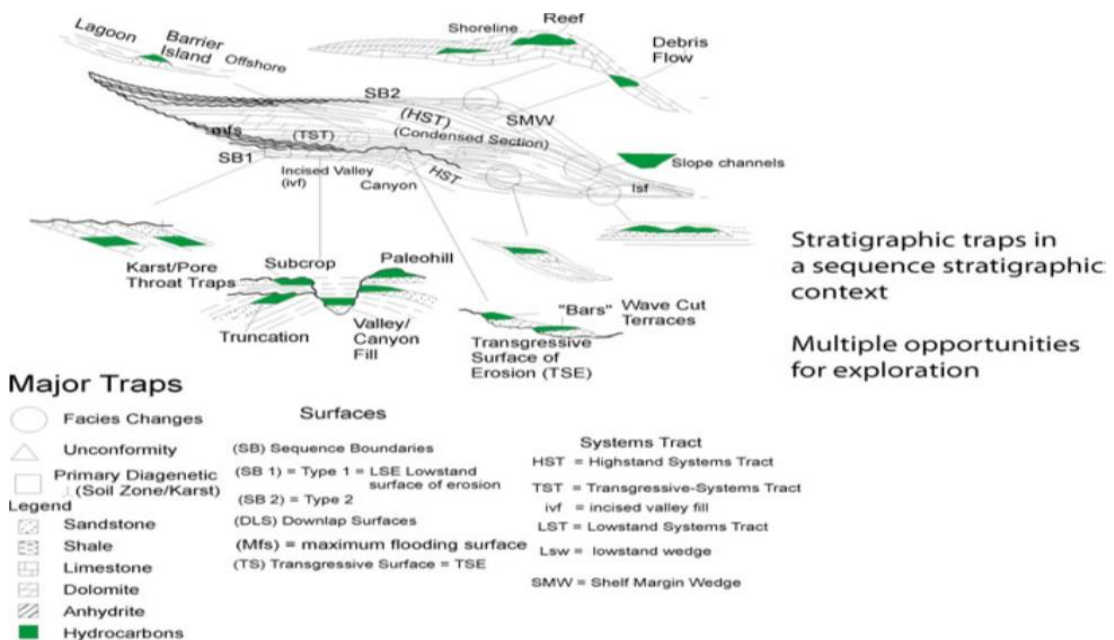 Lagoon
Barrier
Island
Offshore
Shoreline
Reef
Debris
Flow
SB2
(HST)
SMW
(Condensed Section)
mfs
(TST)
SB1
Incised Valley
(ivf)
Canyon
HST
lsf
Slope channels
Karst/Pore
Throat Traps
Subcrop
Paleohill
Truncation
Valley/
Canyon
Fill
"Bars"
Wave Cut
Terraces
Transgressive
Surface of
Erosion (TSE)
Stratigraphic traps in
a sequence stratigraphic
context
Multiple opportunities
for exploration
Major Traps
Facies Changes
Unconformity
Primary Diagenetic
(Soil Zone/Karst)
Legend
Sandstone
Shale
Limestone
Dolomite
Anhydrite
Hydrocarbons
Surfaces
(SB) Sequence Boundaries
(SB 1) = Type 1 = LSE Lowstand
surface of erosion
(SB 2) = Type 2
(DLS) Downlap Surfaces
(Mfs) = maximum flooding surface
(TS) Transgressive Surface = TSE
Systems Tract
HST = Highstand Systems Tract
TST = Transgressive-Systems Tract
ivf = incised valley fill
LST = Lowstand Systems Tract
Lsw = lowstand wedge
SMW = Shelf Margin Wedge